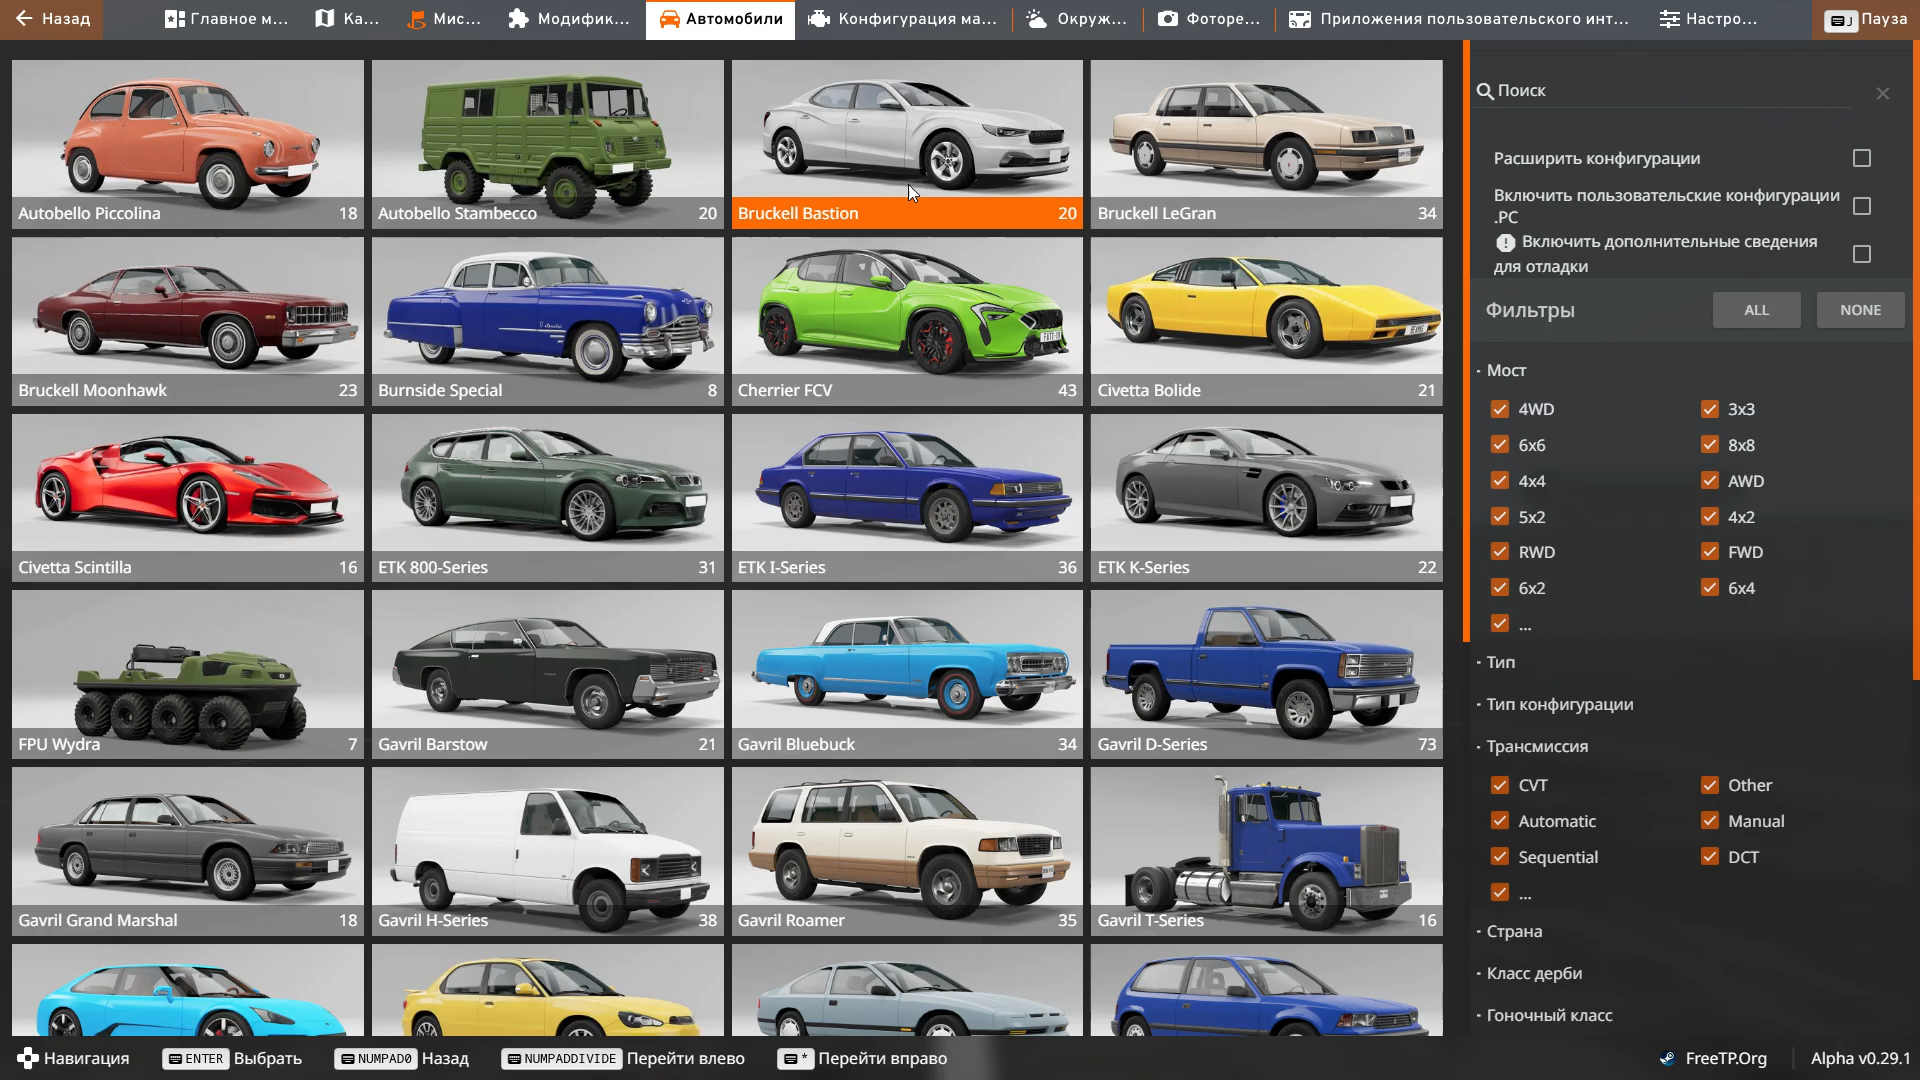 Назад
Главное м...
Ка...
Мис...
Модифик...
Автомобили
Конфигурация ма...
Окруж...
Фоторе...
Приложения пользовательского инт...
Настро...
J Пауза
Autobello Piccolina 18
Autobello Stambecco 20
Bruckell Bastion 20
Bruckell LeGran 34
Bruckell Moonhawk 23
Burnside Special 8
Cherrier FCV 43
Civetta Bolide 21
Civetta Scintilla 16
ETK 800-Series 31
ETK I-Series 36
ETK K-Series 22
FPU Wydra 7
Gavril Barstow 21
Gavril Bluebuck 34
Gavril D-Series 73
Gavril Grand Marshal 18
Gavril H-Series 38
Gavril Roamer 35
Gavril T-Series 16
Поиск
Расширить конфигурации
Включить пользовательские конфигурации
.PC
Включить дополнительные сведения
для отладки
Фильтры
ALL
NONE
· Мост
4WD 3x3
6x6 8x8
4x4 AWD
5x2 4x2
RWD FWD
6x2 6x4
...
· Тип
· Тип конфигурации
· Трансмиссия
CVT Other
Automatic Manual
Sequential DCT
...
· Страна
· Класс дерби
· Гоночный класс
Навигация
ENTER Выбрать
NUMPAD0 Назад
NUMPADDIVIDE Перейти влево
* Перейти вправо
FreeTP.Org
Alpha v0.29.1